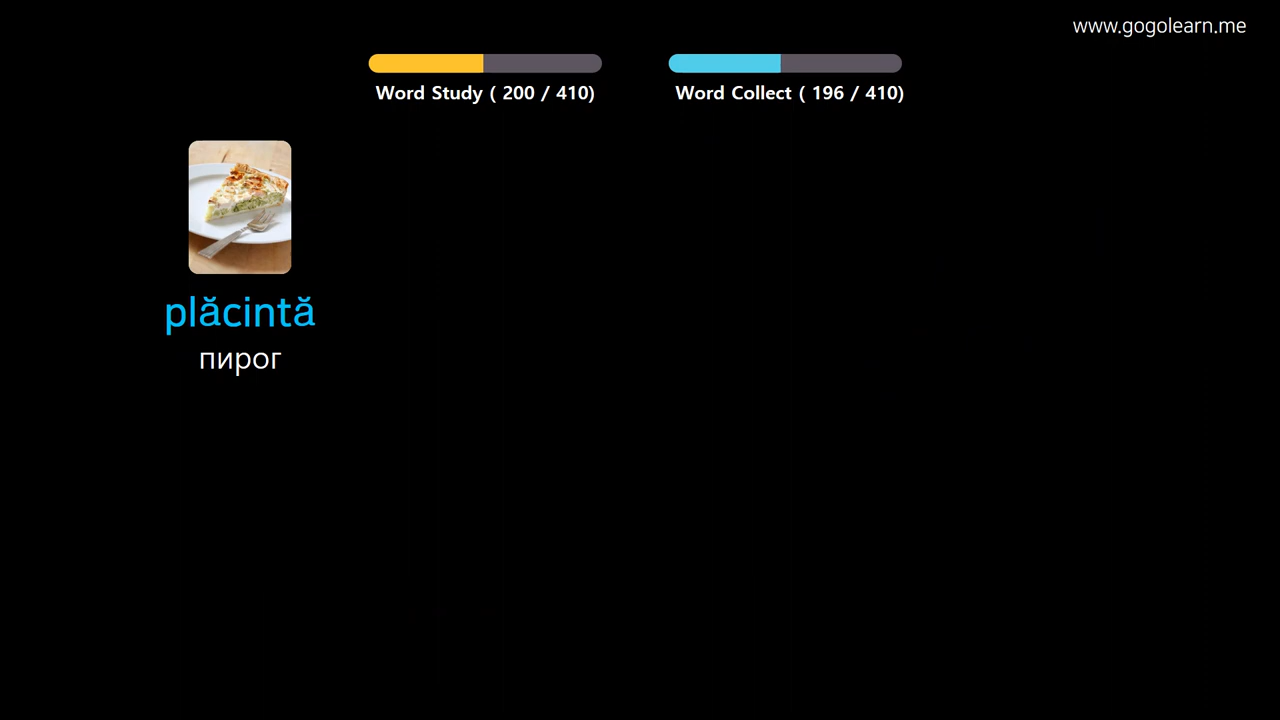 www.gogolearn.me
Word Study ( 200 / 410)
Word Collect ( 196 / 410)
plăcintă
пирог